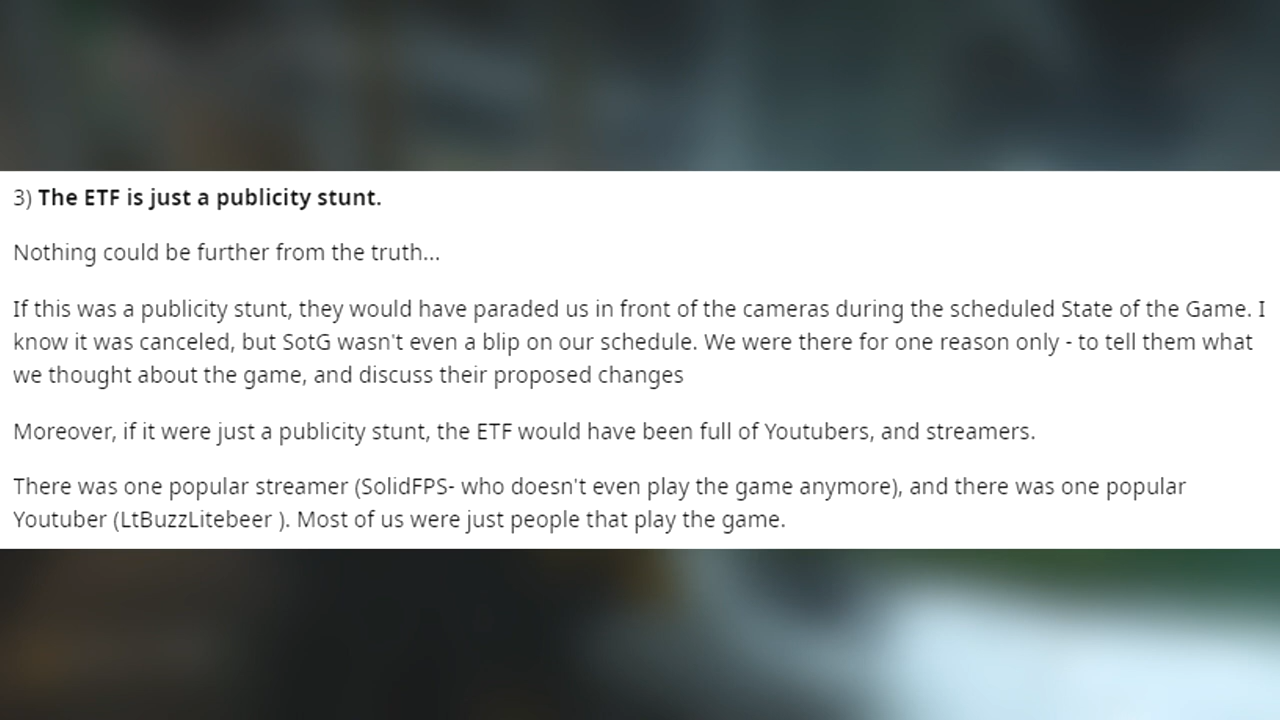 3) The ETF is just a publicity stunt.
Nothing could be further from the truth...
If this was a publicity stunt, they would have paraded us in front of the cameras during the scheduled State of the Game. I
know it was canceled, but SotG wasn't even a blip on our schedule. We were there for one reason only - to tell them what
we thought about the game, and discuss their proposed changes
Moreover, if it were just a publicity stunt, the ETF would have been full of Youtubers, and streamers.
There was one popular streamer (SolidFPS- who doesn't even play the game anymore), and there was one popular
Youtuber (LtBuzzLitebeer ). Most of us were just people that play the game.